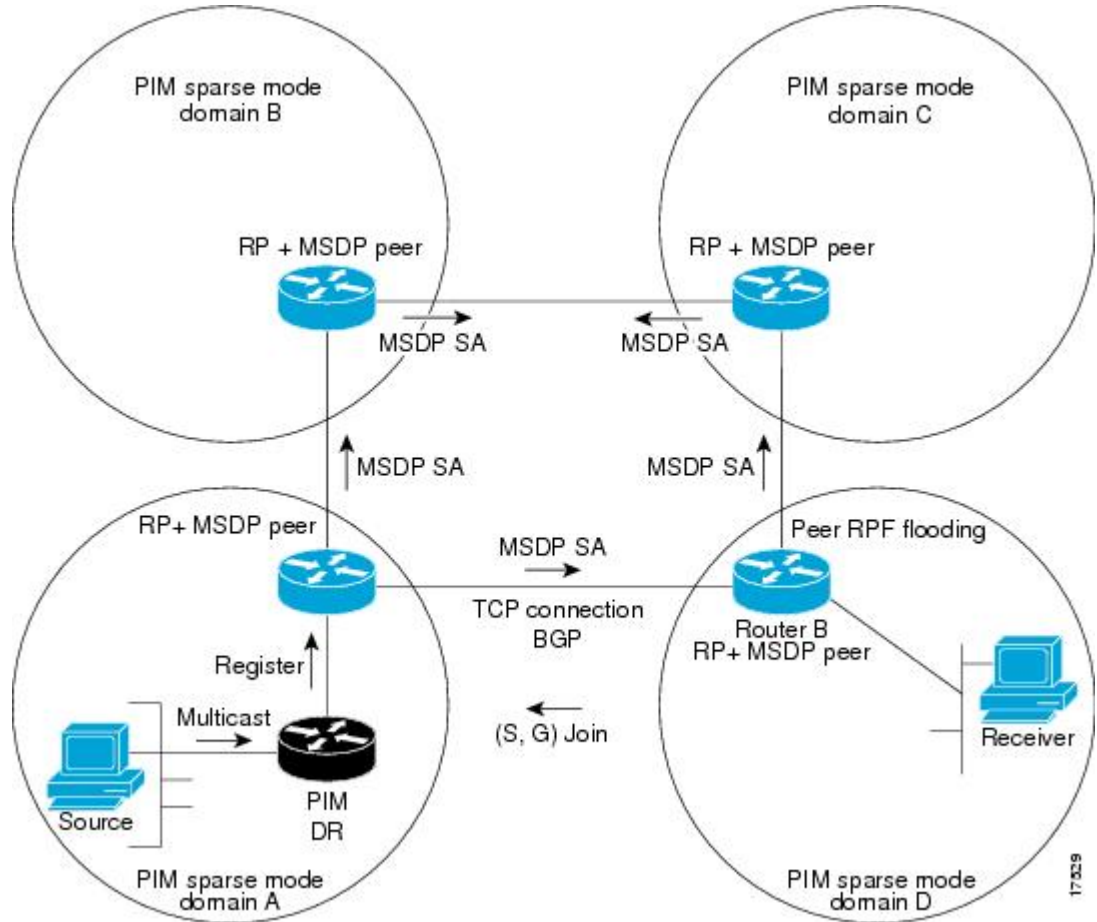 PIM sparse mode
domain B
PIM sparse mode
domain C
RP + MSDP peer
RP + MSDP peer
MSDP SA
MSDP SA
MSDP SA
MSDP SA
RP+ MSDP peer
Peer RPF flooding
MSDP SA
TCP connection
BGP
Router B
RP+ MSDP peer
Register
Multicast
(S, G) Join
Receiver
Source
PIM
DR
PIM sparse mode
domain A
PIM sparse mode
domain D
17529